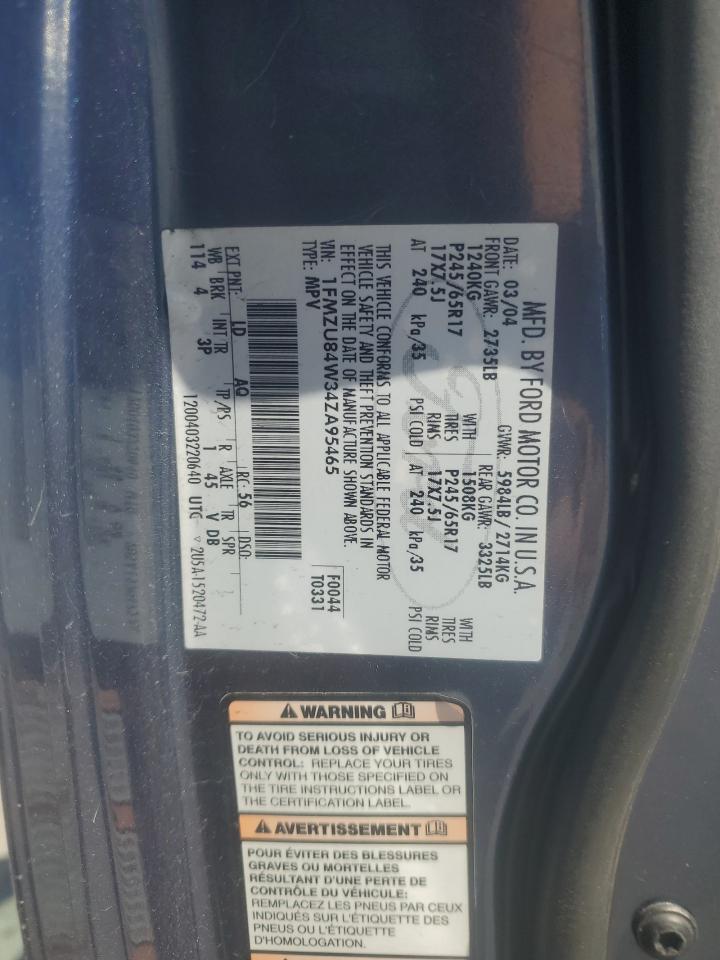 MFD. BY FORD MOTOR CO. IN U.S.A.
DATE: 03/04 GVWR: 5984LB/2714KG
FRONT GAWR: 2735LB REAR GAWR: 3325LB
1240KG WITH 1508KG WITH
P245/65R17 TIRES P245/65R17 TIRES
17X7.5J RIMS 17X7.5J RIMS
AT 240 kPa/35 PSI COLD AT 240 kPa/35 PSI COLD
THIS VEHICLE CONFORMS TO ALL APPLICABLE FEDERAL MOTOR
VEHICLE SAFETY AND THEFT PREVENTION STANDARDS IN
EFFECT ON THE DATE OF MANUFACTURE SHOWN ABOVE.
VIN: 1FMZU84W34ZA95465 F0044
TYPE: MPV T0331
EXT PNT: LD AQ RC: 56 DSO:
WB BRK INT TR TP/PS R AXLE TR SPR
114 4 3P 1 45 V DB
1200403220640 UTC ▽ 2U5A-1520472-AA
WARNING
TO AVOID SERIOUS INJURY OR
DEATH FROM LOSS OF VEHICLE
CONTROL: REPLACE YOUR TIRES
ONLY WITH THOSE SPECIFIED ON
THE TIRE INSTRUCTIONS LABEL OR
THE CERTIFICATION LABEL.
AVERTISSEMENT
POUR ÉVITER DES BLESSURES
GRAVES OU MORTELLES
RÉSULTANT D'UNE PERTE DE
CONTRÔLE DU VÉHICULE:
REMPLACEZ LES PNEUS PAR CEUX
INDIQUÉS SUR L'ÉTIQUETTE DES
PNEUS OU L'ÉTIQUETTE
D'HOMOLOGATION.